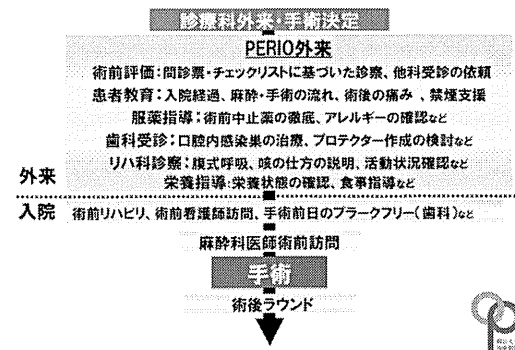 診療科外来・手術決定
PERIO外来
術前評価:問診票・チェックリストに基づいた診察、他科受診の依頼
患者教育:入院経過、麻酔・手術の流れ、術後の痛み、禁煙支援
服薬指導:術前中止薬の徹底、アレルギーの確認など
歯科受診:口腔内感染巣の治療、プロテクター作成の検討など
リハ科診察:腹式呼吸、咳の仕方の説明、活動状況確認など
外来
栄養指導:栄養状態の確認、食事指導など
入院 術前リハビリ、術前看護師訪問、手術前日のプラークフリー(歯科)など
麻酔科医師術前訪問
手術
術後ラウンド